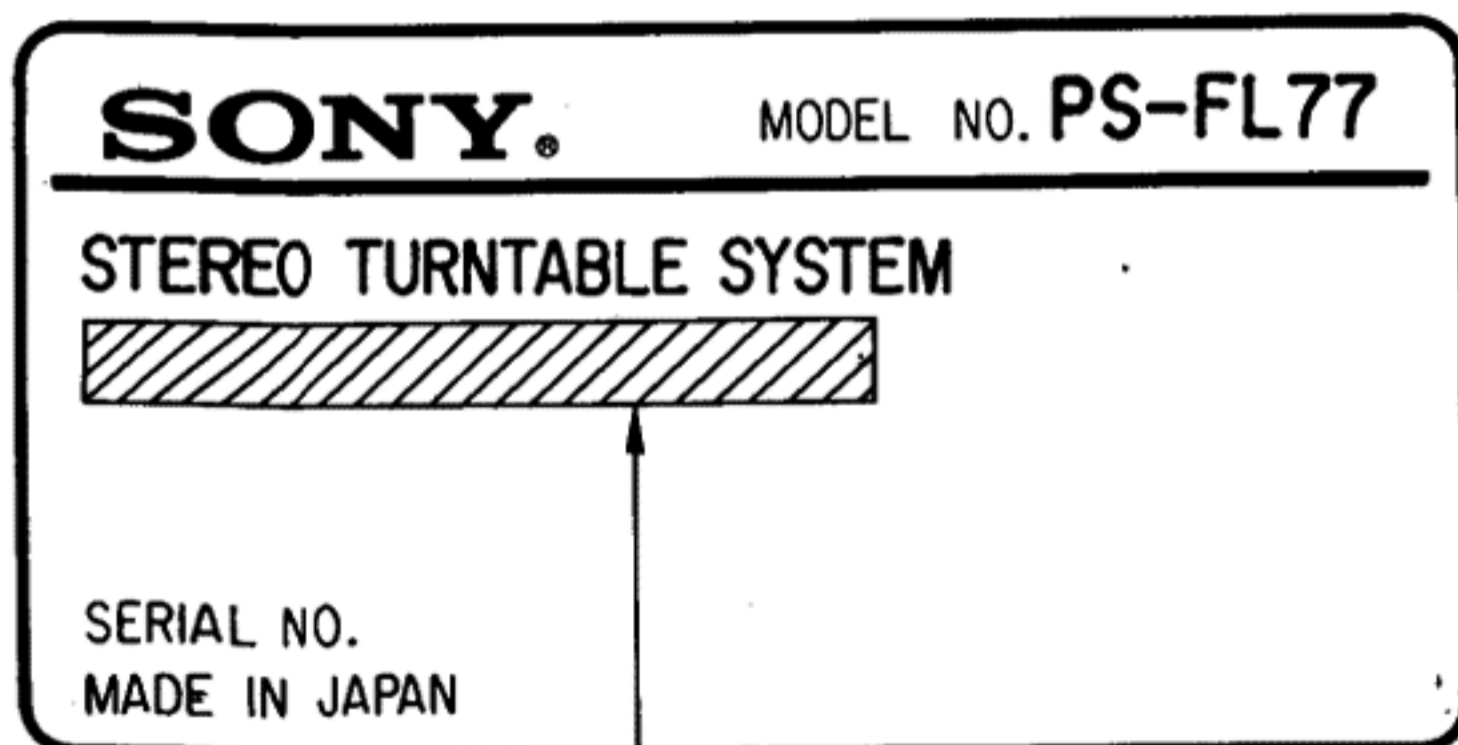 SONY® MODEL NO. PS-FL77
STEREO TURNTABLE SYSTEM
SERIAL NO.
MADE IN JAPAN